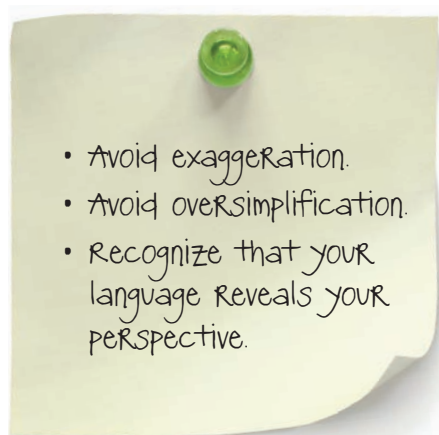 • Avoid exaggeration.
• Avoid oversimplification.
• Recognize that your
language reveals your
perspective.